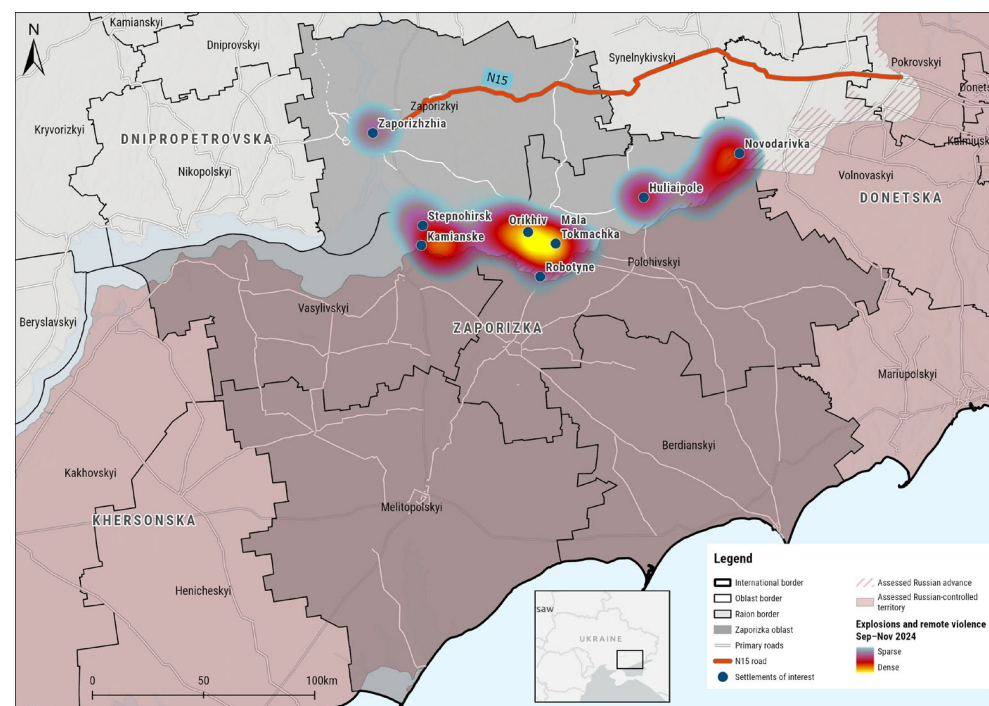 N
Kamianskyi
Dniprovskyi
Synelnykivskyi
Pokrovskyi
N15
Zaporizkyi
Kryvorizkyi
DNIPROPETROVSKA
Zaporizhzhia
Nikopolskyi
Novodarivka
Volnovaskyi
DONETSKA
Huliaipole
Stepnohirsk
Kamianske
Orikhiv
Mala
Tokmachka
Robotyne
Polohivskyi
Beryslavskyi
Vasylivskyi
ZAPORIZKA
Mariupolskyi
Kakhovskyi
Berdianskyi
Melitopolskyi
KHERSONSKA
Henicheskyi
0
50
100km
saw
UKRAINE
Legend
International border
Oblast border
Raion border
Zaporizka oblast
Primary roads
N15 road
Settlements of interest
Assessed Russian advance
Assessed Russian-controlled
territory
Explosions and remote violence
Sep–Nov 2024
Sparse
Dense